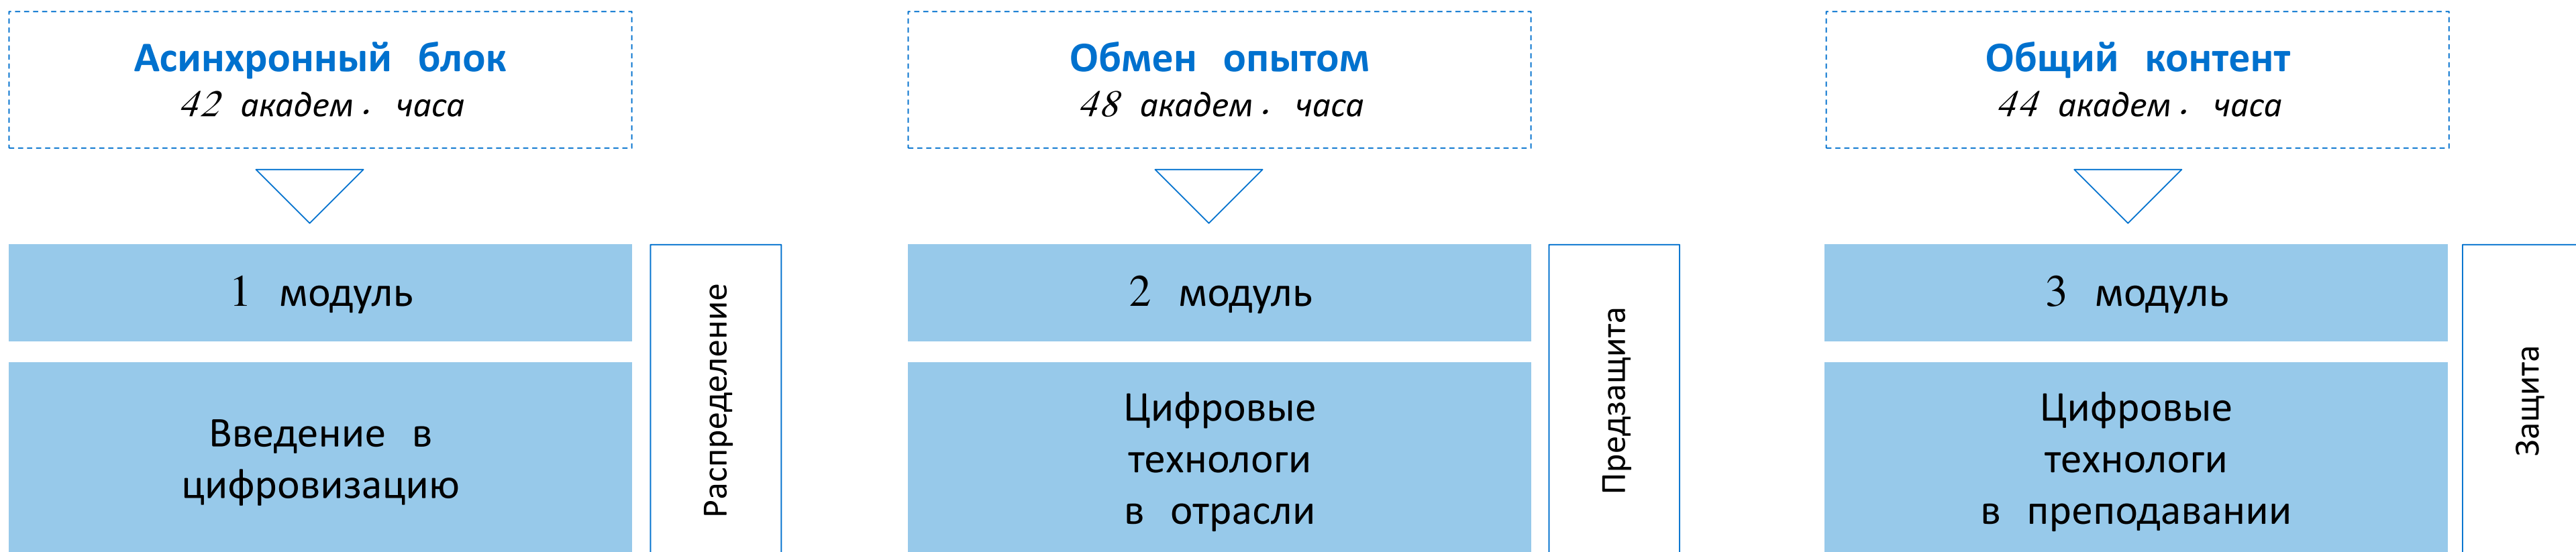 Асинхронный блок
42 академ. часа
Обмен опытом
48 академ. часа
Общий контент
44 академ. часа
1 модуль
Распределение
2 модуль
Предзащита
3 модуль
Защита
Введение в
цифровизацию
Цифровые
технологи
в отрасли
Цифровые
технологи
в преподавании